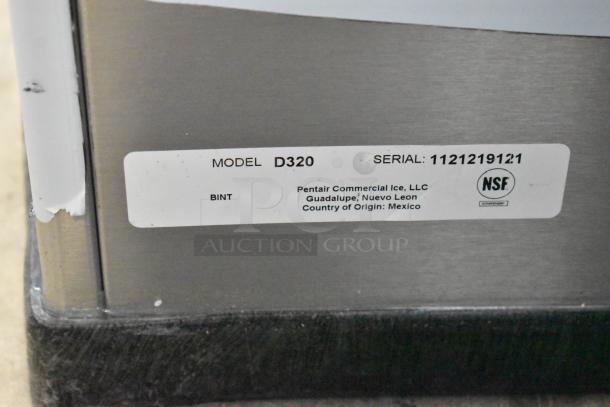 MODEL D320 SERIAL: 1121219121
BINT
Pentair Commercial Ice, LLC
Guadalupe, Nuevo Leon
Country of Origin: Mexico
NSF
PCI
AUCTION GROUP